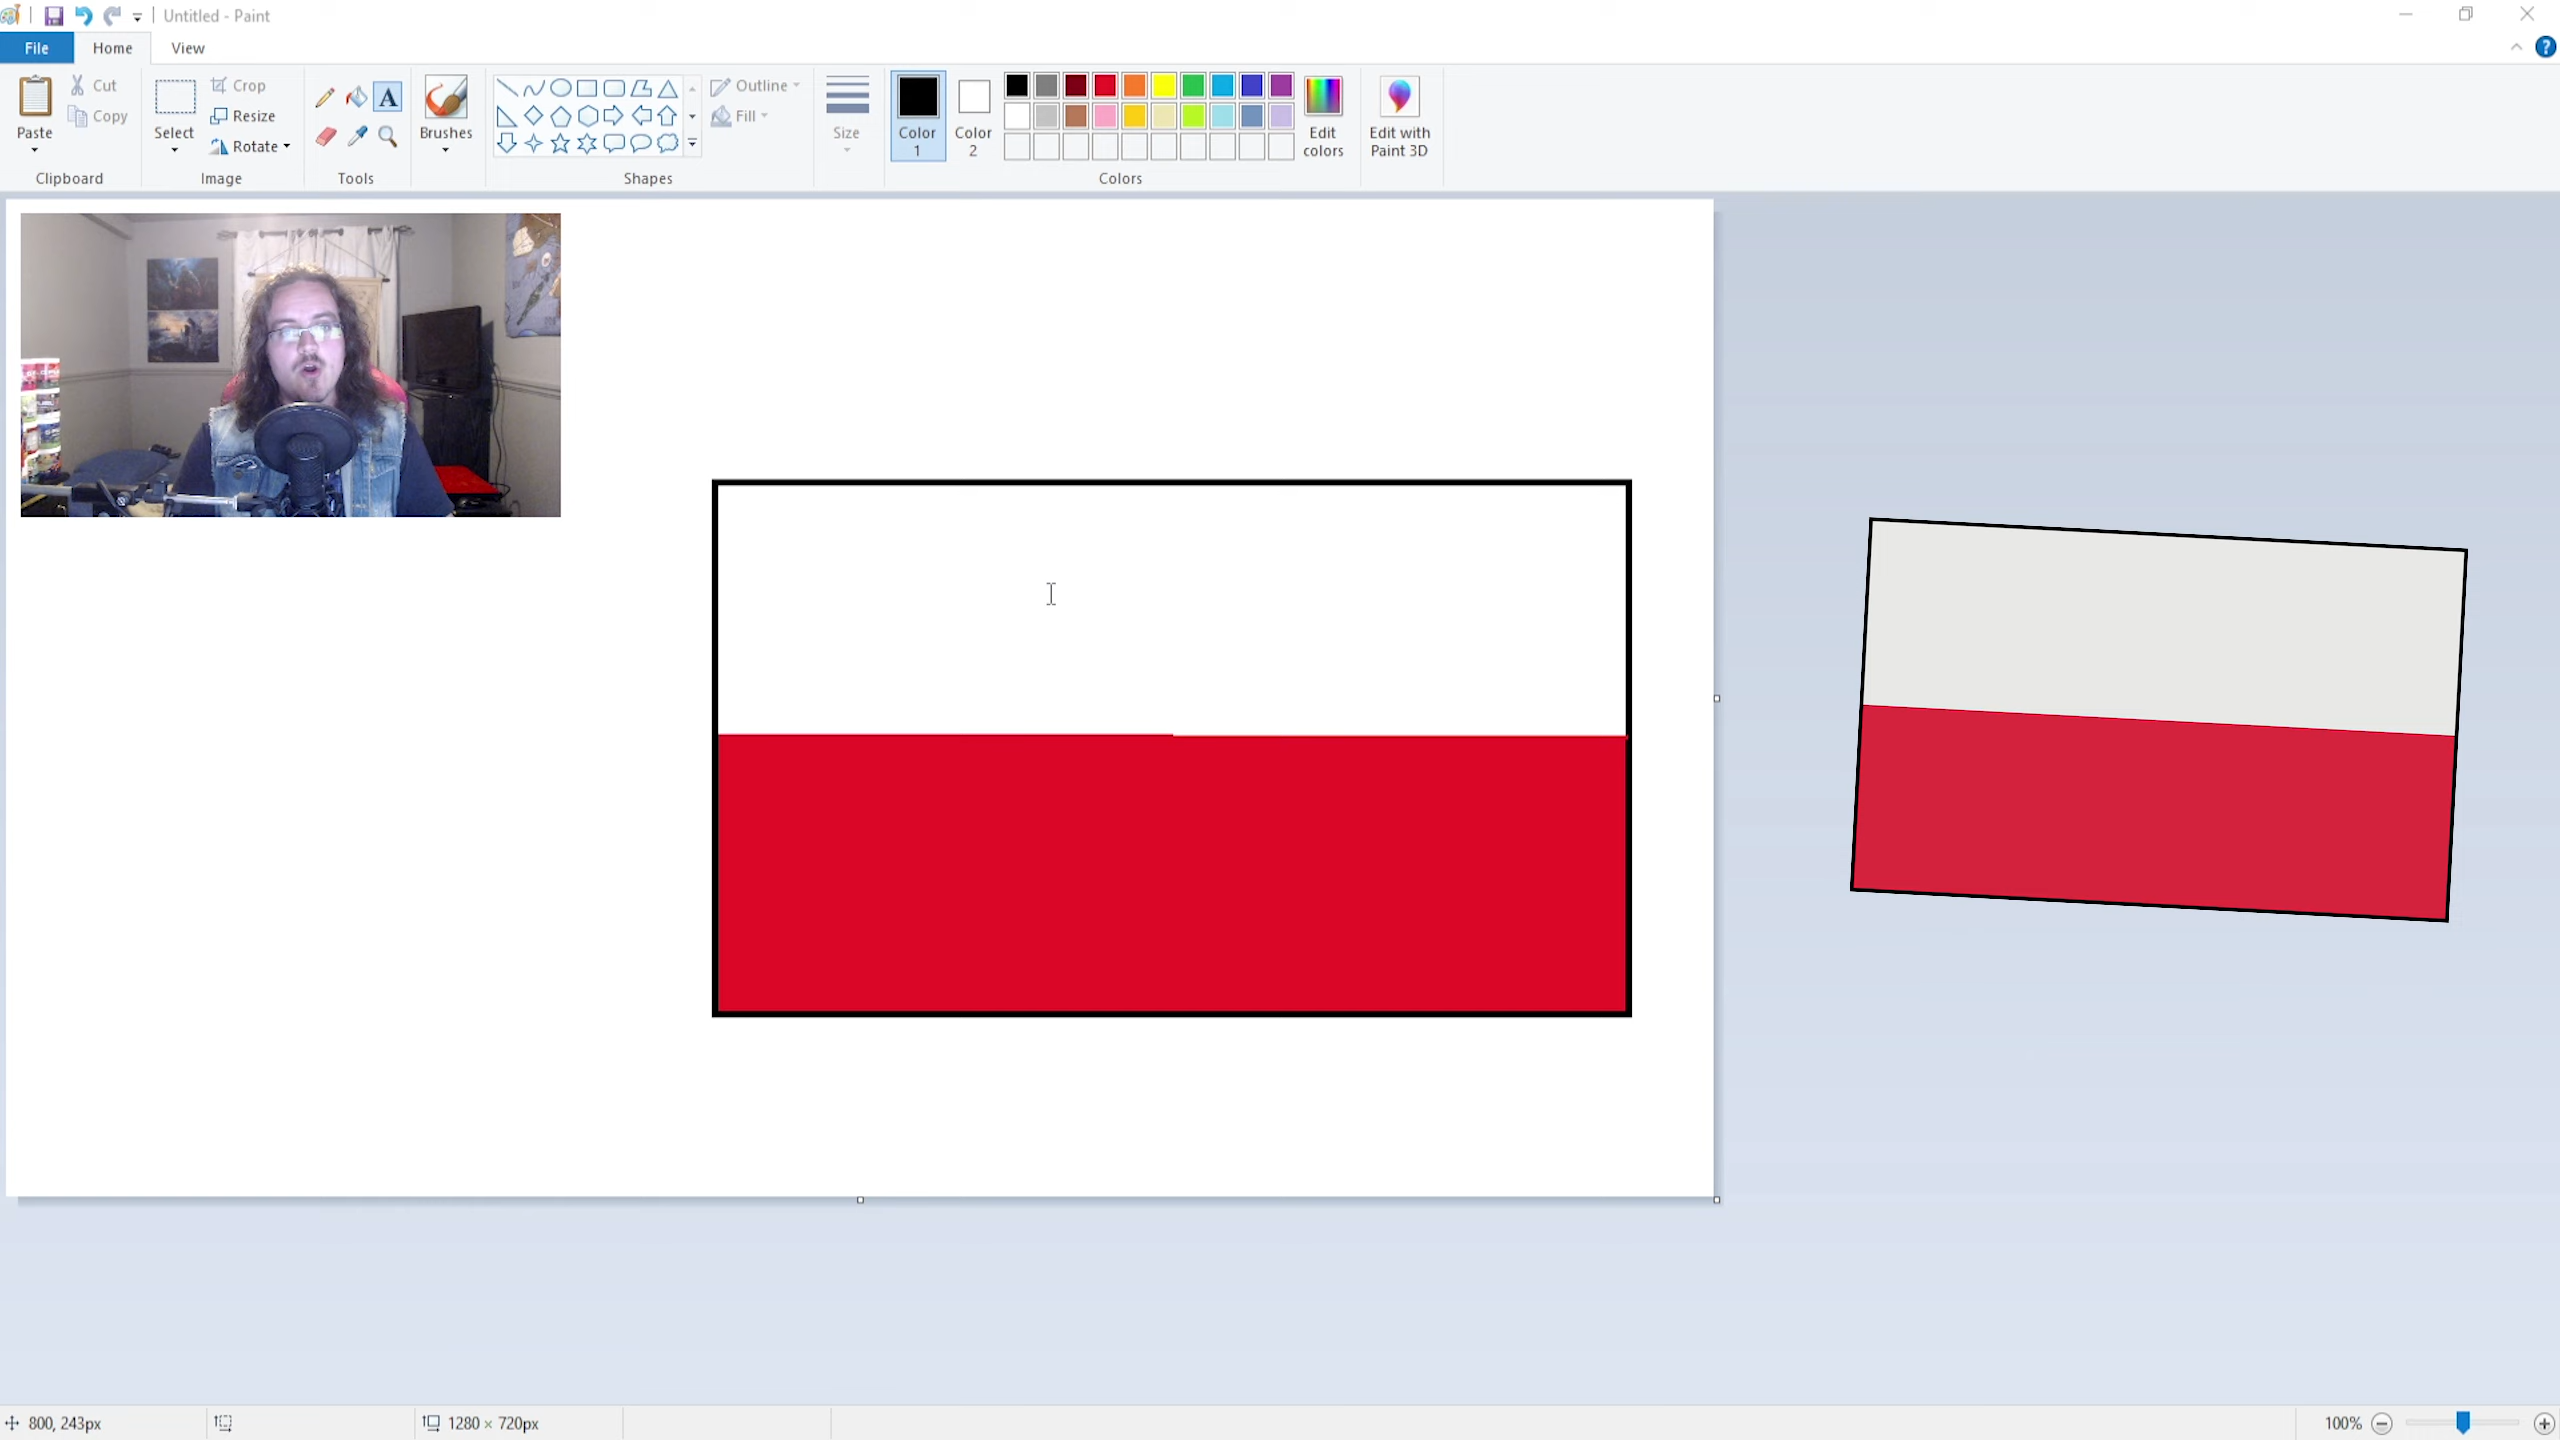 Untitled - Paint
File Home View
Paste
Cut
Copy
Clipboard
Select
Crop
Resize
Rotate
Image
A
Tools
Brushes
Shapes
Outline
Fill
Size
Color 1
Color 2
Colors
Edit colors
Edit with Paint 3D
?
800, 243px
1280 × 720px
100%